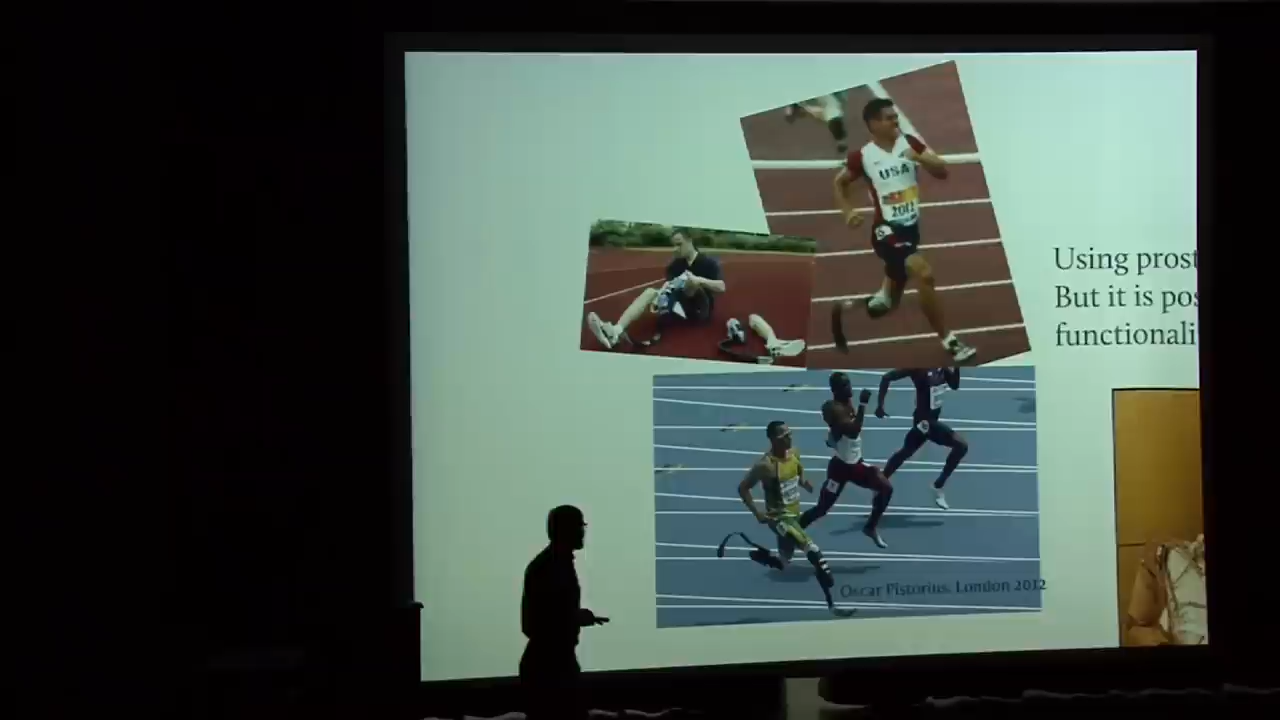 USA
2012
Using prost
But it is pos
functionali
Oscar Pistorius, London 2012